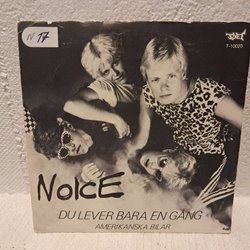 N 17
7-10020
NOICE
DU LEVER BARA EN GÅNG
AMERIKANSKA BILAR